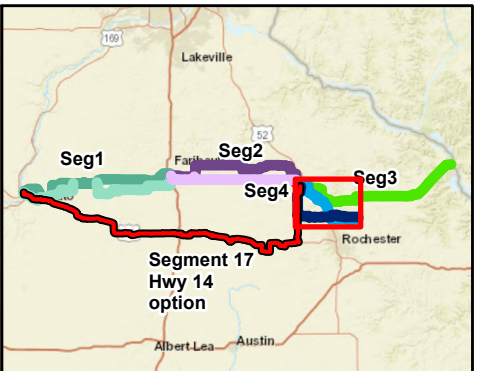 169
Lakeville
52
Seg1
Seg2
Seg4
Seg3
Rochester
Segment 17
Hwy 14
option
Albert Lea
Austin